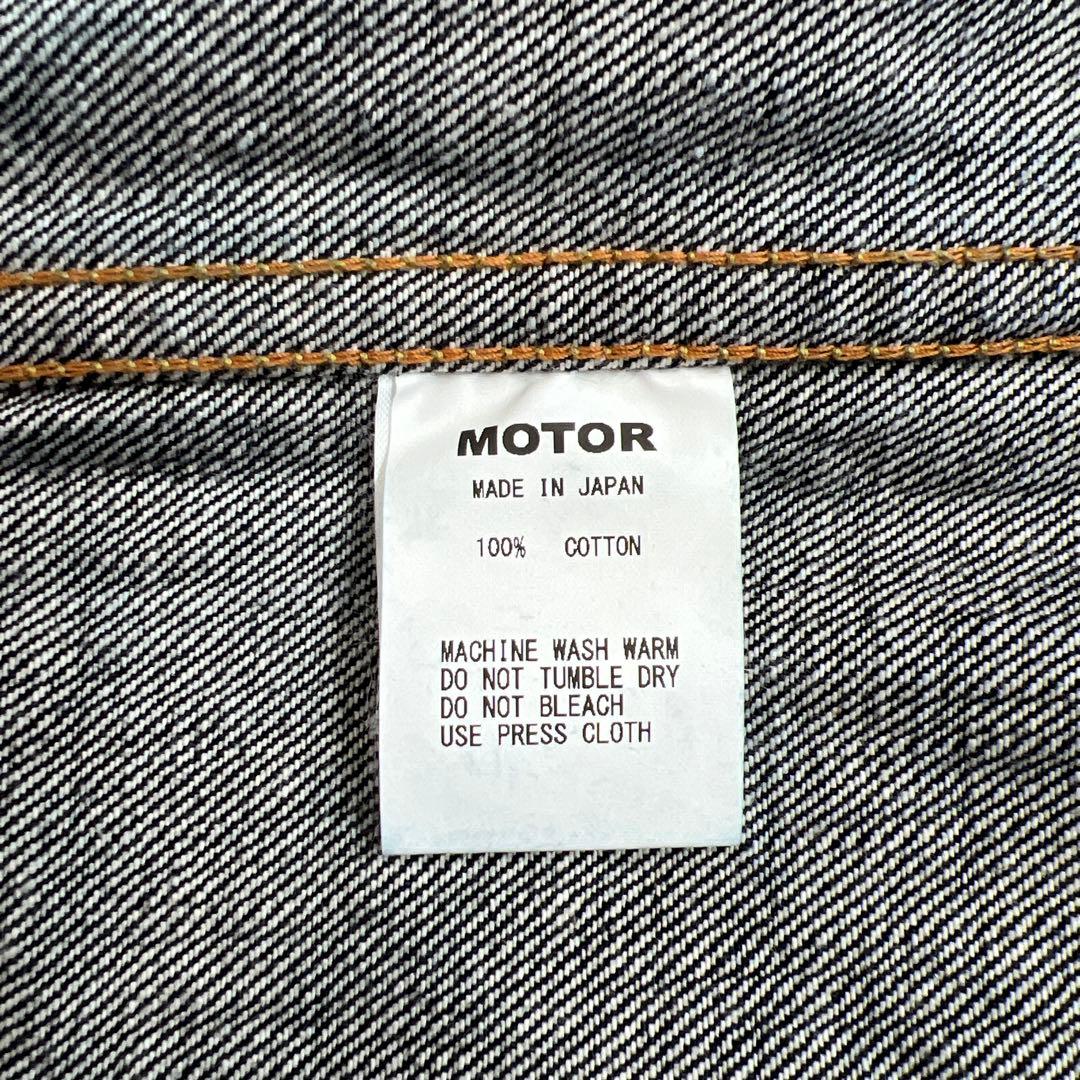 MOTOR
MADE IN JAPAN
100% COTTON
MACHINE WASH WARM
DO NOT TUMBLE DRY
DO NOT BLEACH
USE PRESS CLOTH